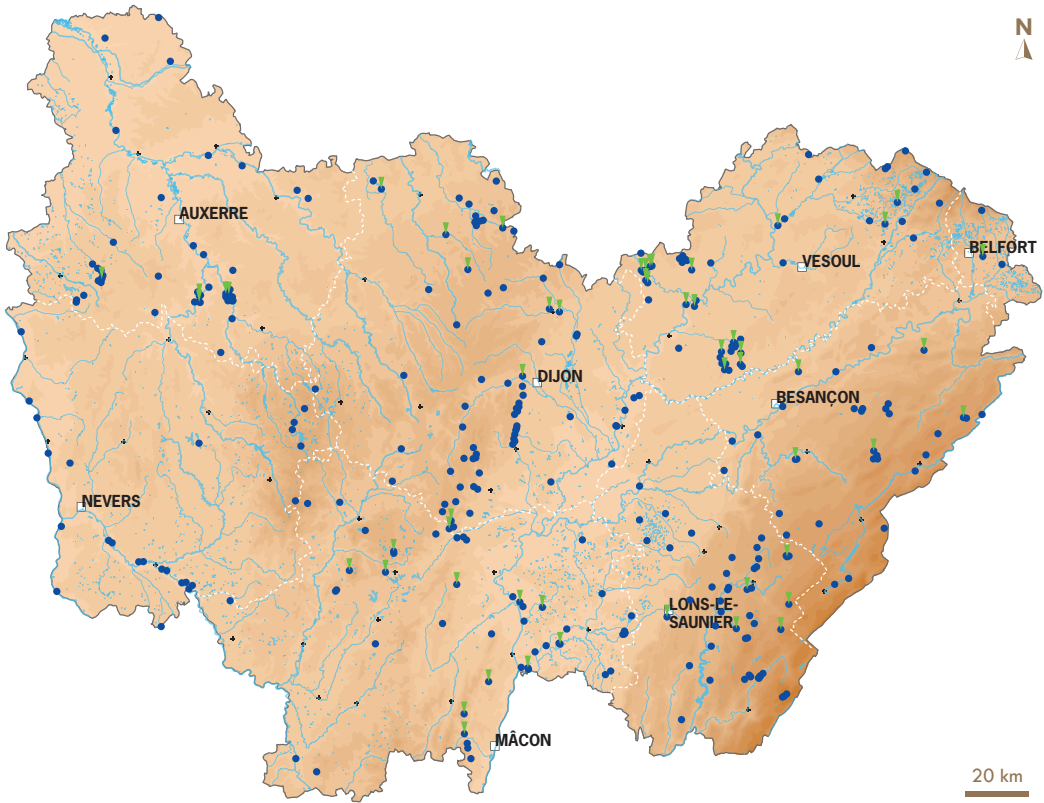 N
AUXERRE
BELFORT
VESOUL
DIJON
BESANÇON
NEVERS
LONS-LE-
SAUNIER
MÂCON
20 km